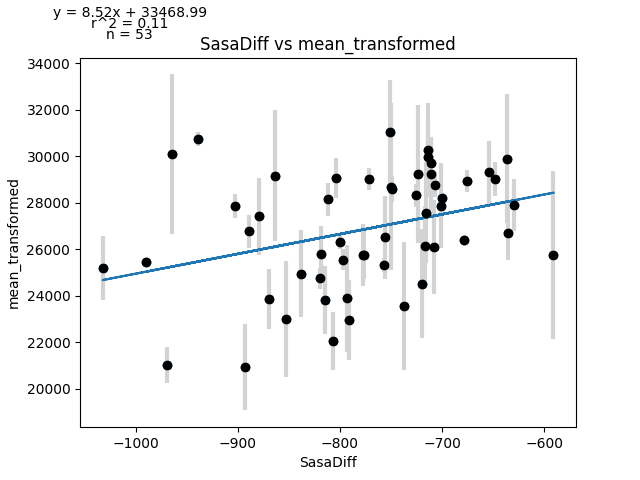 y = 8.52x + 33468.99
r^2 = 0.11
n = 53
SasaDiff vs mean_transformed
34000
32000
30000
28000
26000
24000
22000
20000
mean_transformed
−1000
−900
−800
−700
−600
SasaDiff